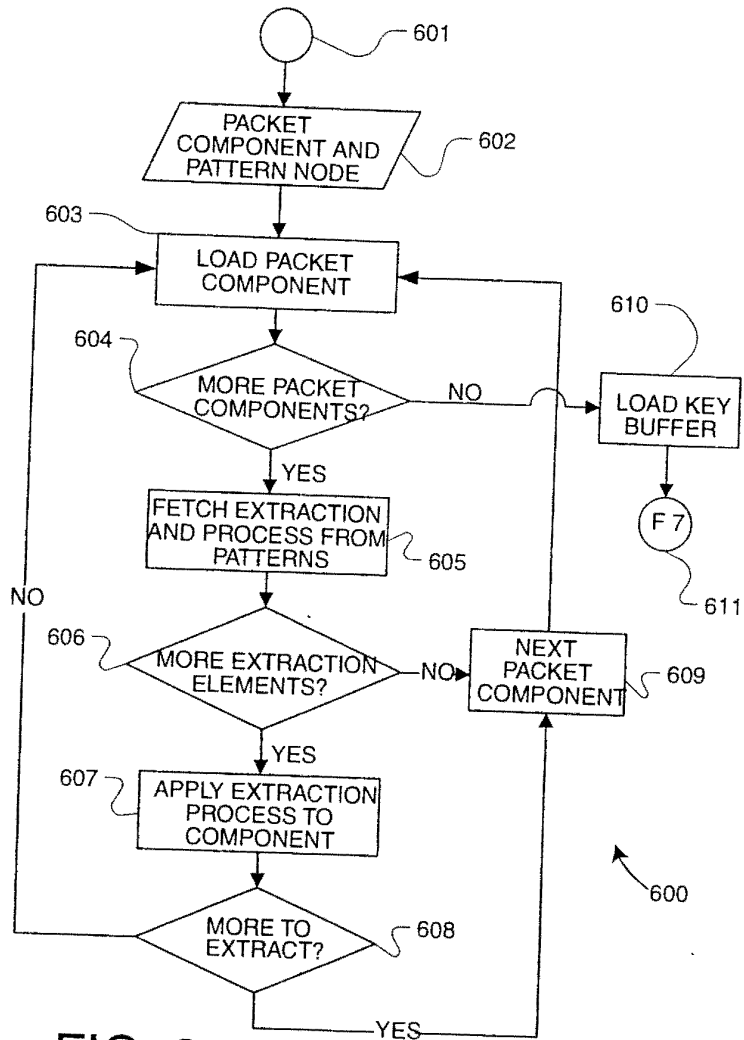 601
PACKET
COMPONENT AND
PATTERN NODE
602
603
LOAD PACKET
COMPONENT
610
604
MORE PACKET
COMPONENTS?
NO
LOAD KEY
BUFFER
YES
FETCH EXTRACTION
AND PROCESS FROM
PATTERNS
605
F 7
611
NO
606
MORE EXTRACTION
ELEMENTS?
NO
NEXT
PACKET
COMPONENT
609
YES
607
APPLY EXTRACTION
PROCESS TO
COMPONENT
600
MORE TO
EXTRACT?
608
YES
FIG.